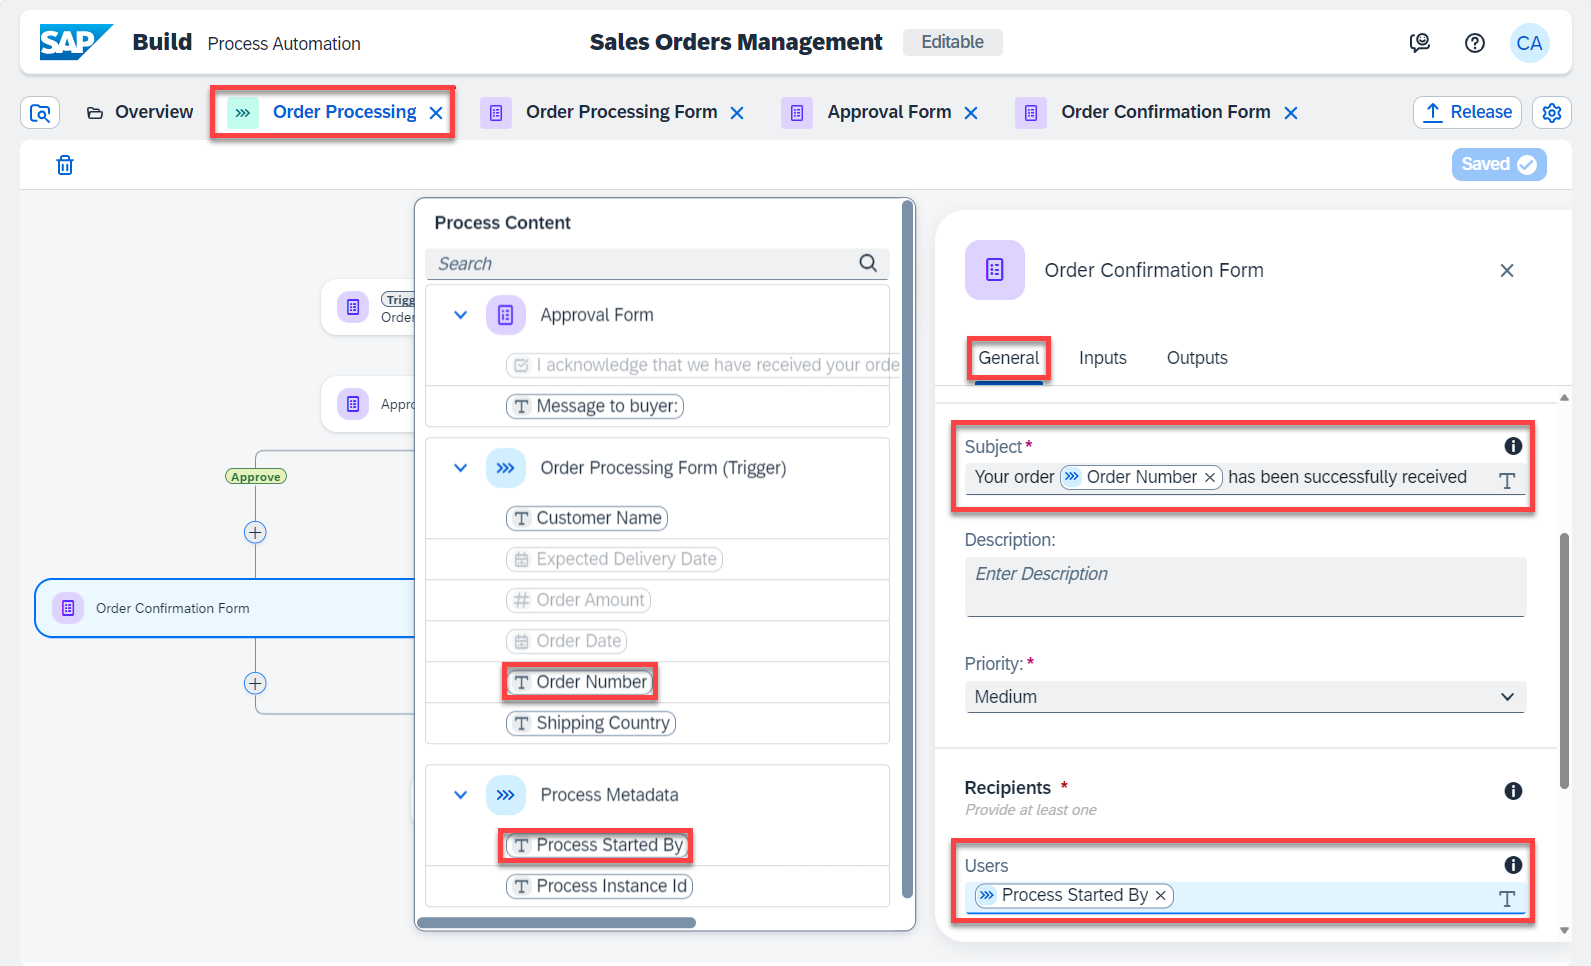 SAP Build Process Automation Sales Orders Management Editable CA
Overview Order Processing Order Processing Form Approval Form Order Confirmation Form Release
Saved
Process Content
Search
Approval Form
I acknowledge that we have received your orde
Message to buyer:
Order Processing Form (Trigger)
Customer Name
Expected Delivery Date
Order Amount
Order Date
Order Number
Shipping Country
Process Metadata
Process Started By
Process Instance Id
Trigg
Order
Appro
Approve
Order Confirmation Form
Order Confirmation Form
General Inputs Outputs
Subject*
Your order Order Number has been successfully received
Description:
Enter Description
Priority:*
Medium
Recipients *
Provide at least one
Users
Process Started By